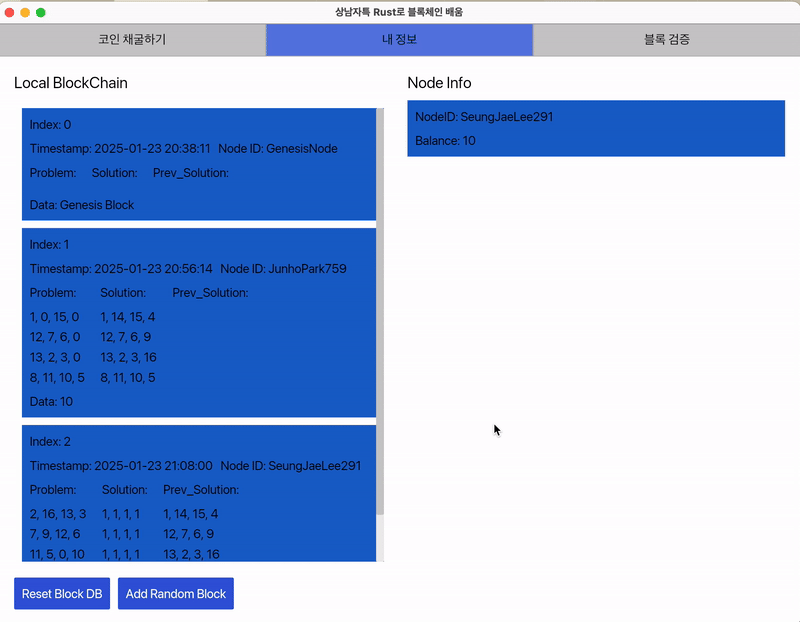 상남자특 Rust로 블록체인 배움
코인 채굴하기 내 정보 블록 검증
Local BlockChain
Index: 0
Timestamp: 2025-01-23 20:38:11 Node ID: GenesisNode
Problem: Solution: Prev_Solution:
Data: Genesis Block
Index: 1
Timestamp: 2025-01-23 20:56:14 Node ID: JunhoPark759
Problem: Solution: Prev_Solution:
1, 0, 15, 0 1, 14, 15, 4
12, 7, 6, 0 12, 7, 6, 9
13, 2, 3, 0 13, 2, 3, 16
8, 11, 10, 5 8, 11, 10, 5
Data: 10
Index: 2
Timestamp: 2025-01-23 21:08:00 Node ID: SeungJaeLee291
Problem: Solution: Prev_Solution:
2, 16, 13, 3 1, 1, 1, 1 1, 14, 15, 4
7, 9, 12, 6 1, 1, 1, 1 12, 7, 6, 9
11, 5, 0, 10 1, 1, 1, 1 13, 2, 3, 16
Reset Block DB Add Random Block
Node Info
NodeID: SeungJaeLee291
Balance: 10